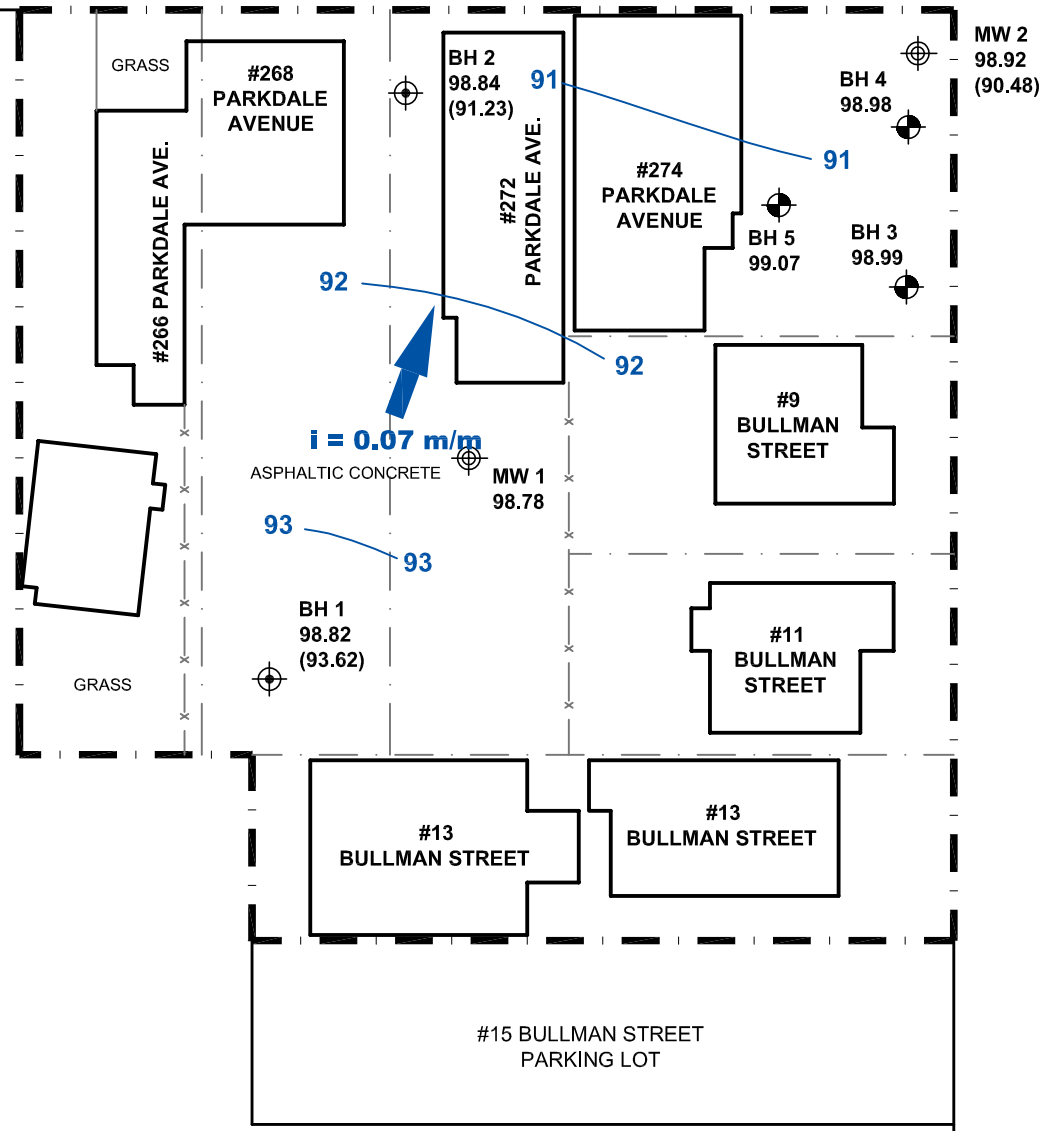 GRASS
#268
PARKDALE
AVENUE
#266 PARKDALE AVE.
BH 2
98.84
(91.23)
#272
PARKDALE AVE.
91
91
#274
PARKDALE
AVENUE
MW 2
98.92
(90.48)
BH 4
98.98
BH 5
99.07
BH 3
98.99
92
92
i = 0.07 m/m
ASPHALTIC CONCRETE
MW 1
98.78
#9
BULLMAN
STREET
93
93
BH 1
98.82
(93.62)
GRASS
#11
BULLMAN
STREET
#13
BULLMAN STREET
#13
BULLMAN STREET
#15 BULLMAN STREET
PARKING LOT